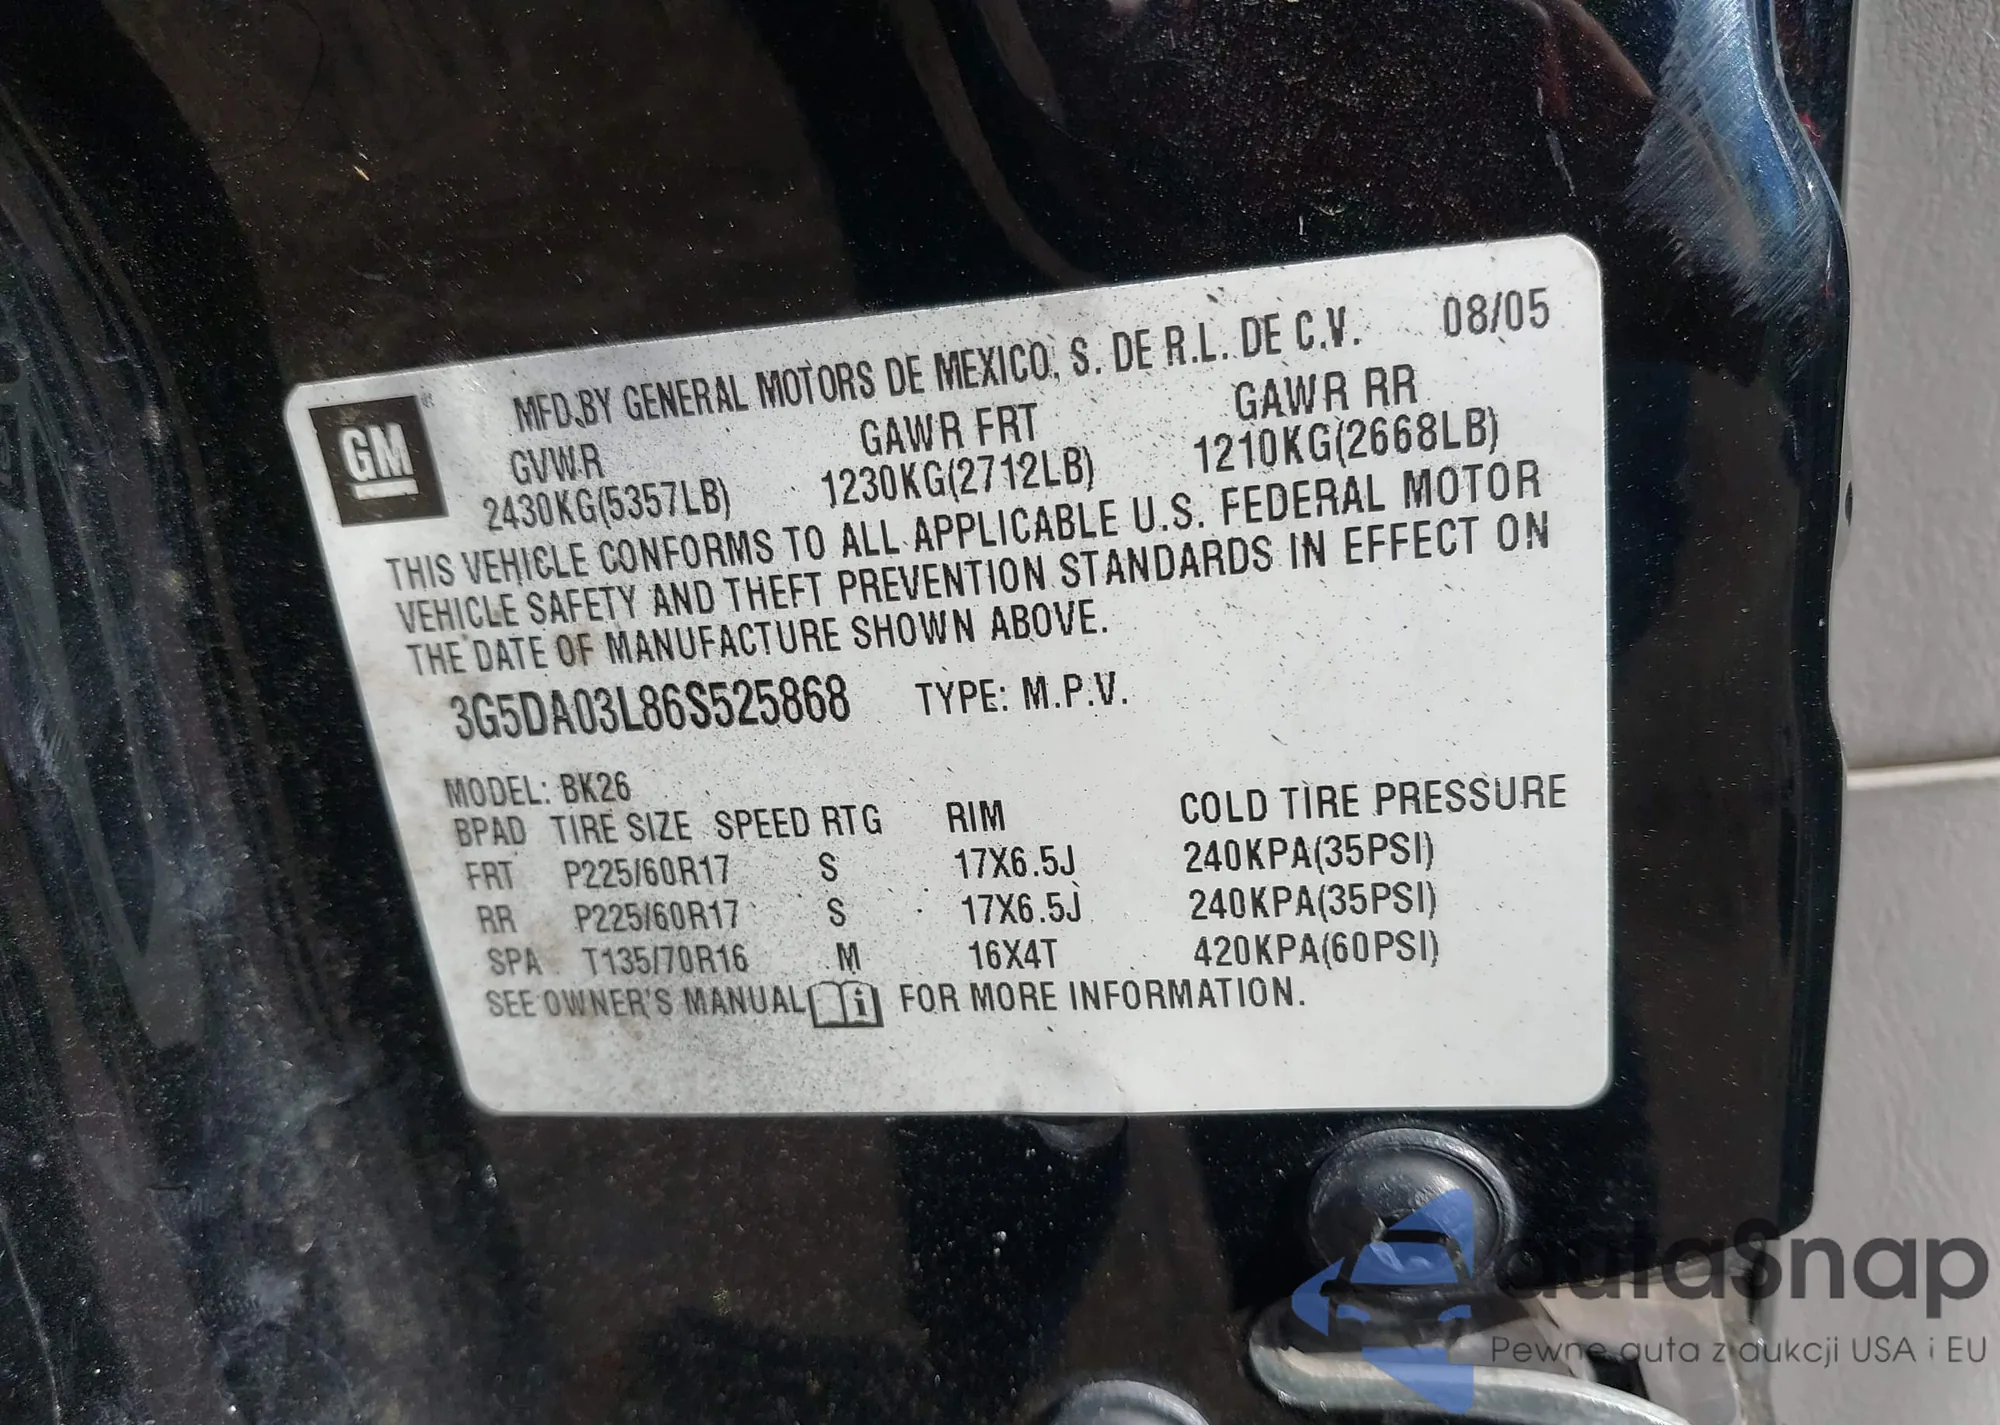 MFD.BY GENERAL MOTORS DE MEXICO, S. DE R.L. DE C.V. 08/05
GM
GVWR GAWR FRT GAWR RR
2430KG(5357LB) 1230KG(2712LB) 1210KG(2668LB)
THIS VEHICLE CONFORMS TO ALL APPLICABLE U.S. FEDERAL MOTOR
VEHICLE SAFETY AND THEFT PREVENTION STANDARDS IN EFFECT ON
THE DATE OF MANUFACTURE SHOWN ABOVE.
3G5DA03L86S525868 TYPE: M.P.V.
MODEL: BK26
BPAD TIRE SIZE SPEED RTG RIM COLD TIRE PRESSURE
FRT P225/60R17 S 17X6.5J 240KPA(35PSI)
RR P225/60R17 S 17X6.5J 240KPA(35PSI)
SPA T135/70R16 M 16X4T 420KPA(60PSI)
SEE OWNER'S MANUAL i FOR MORE INFORMATION.
autaSnap
Pewne auta z aukcji USA i EU